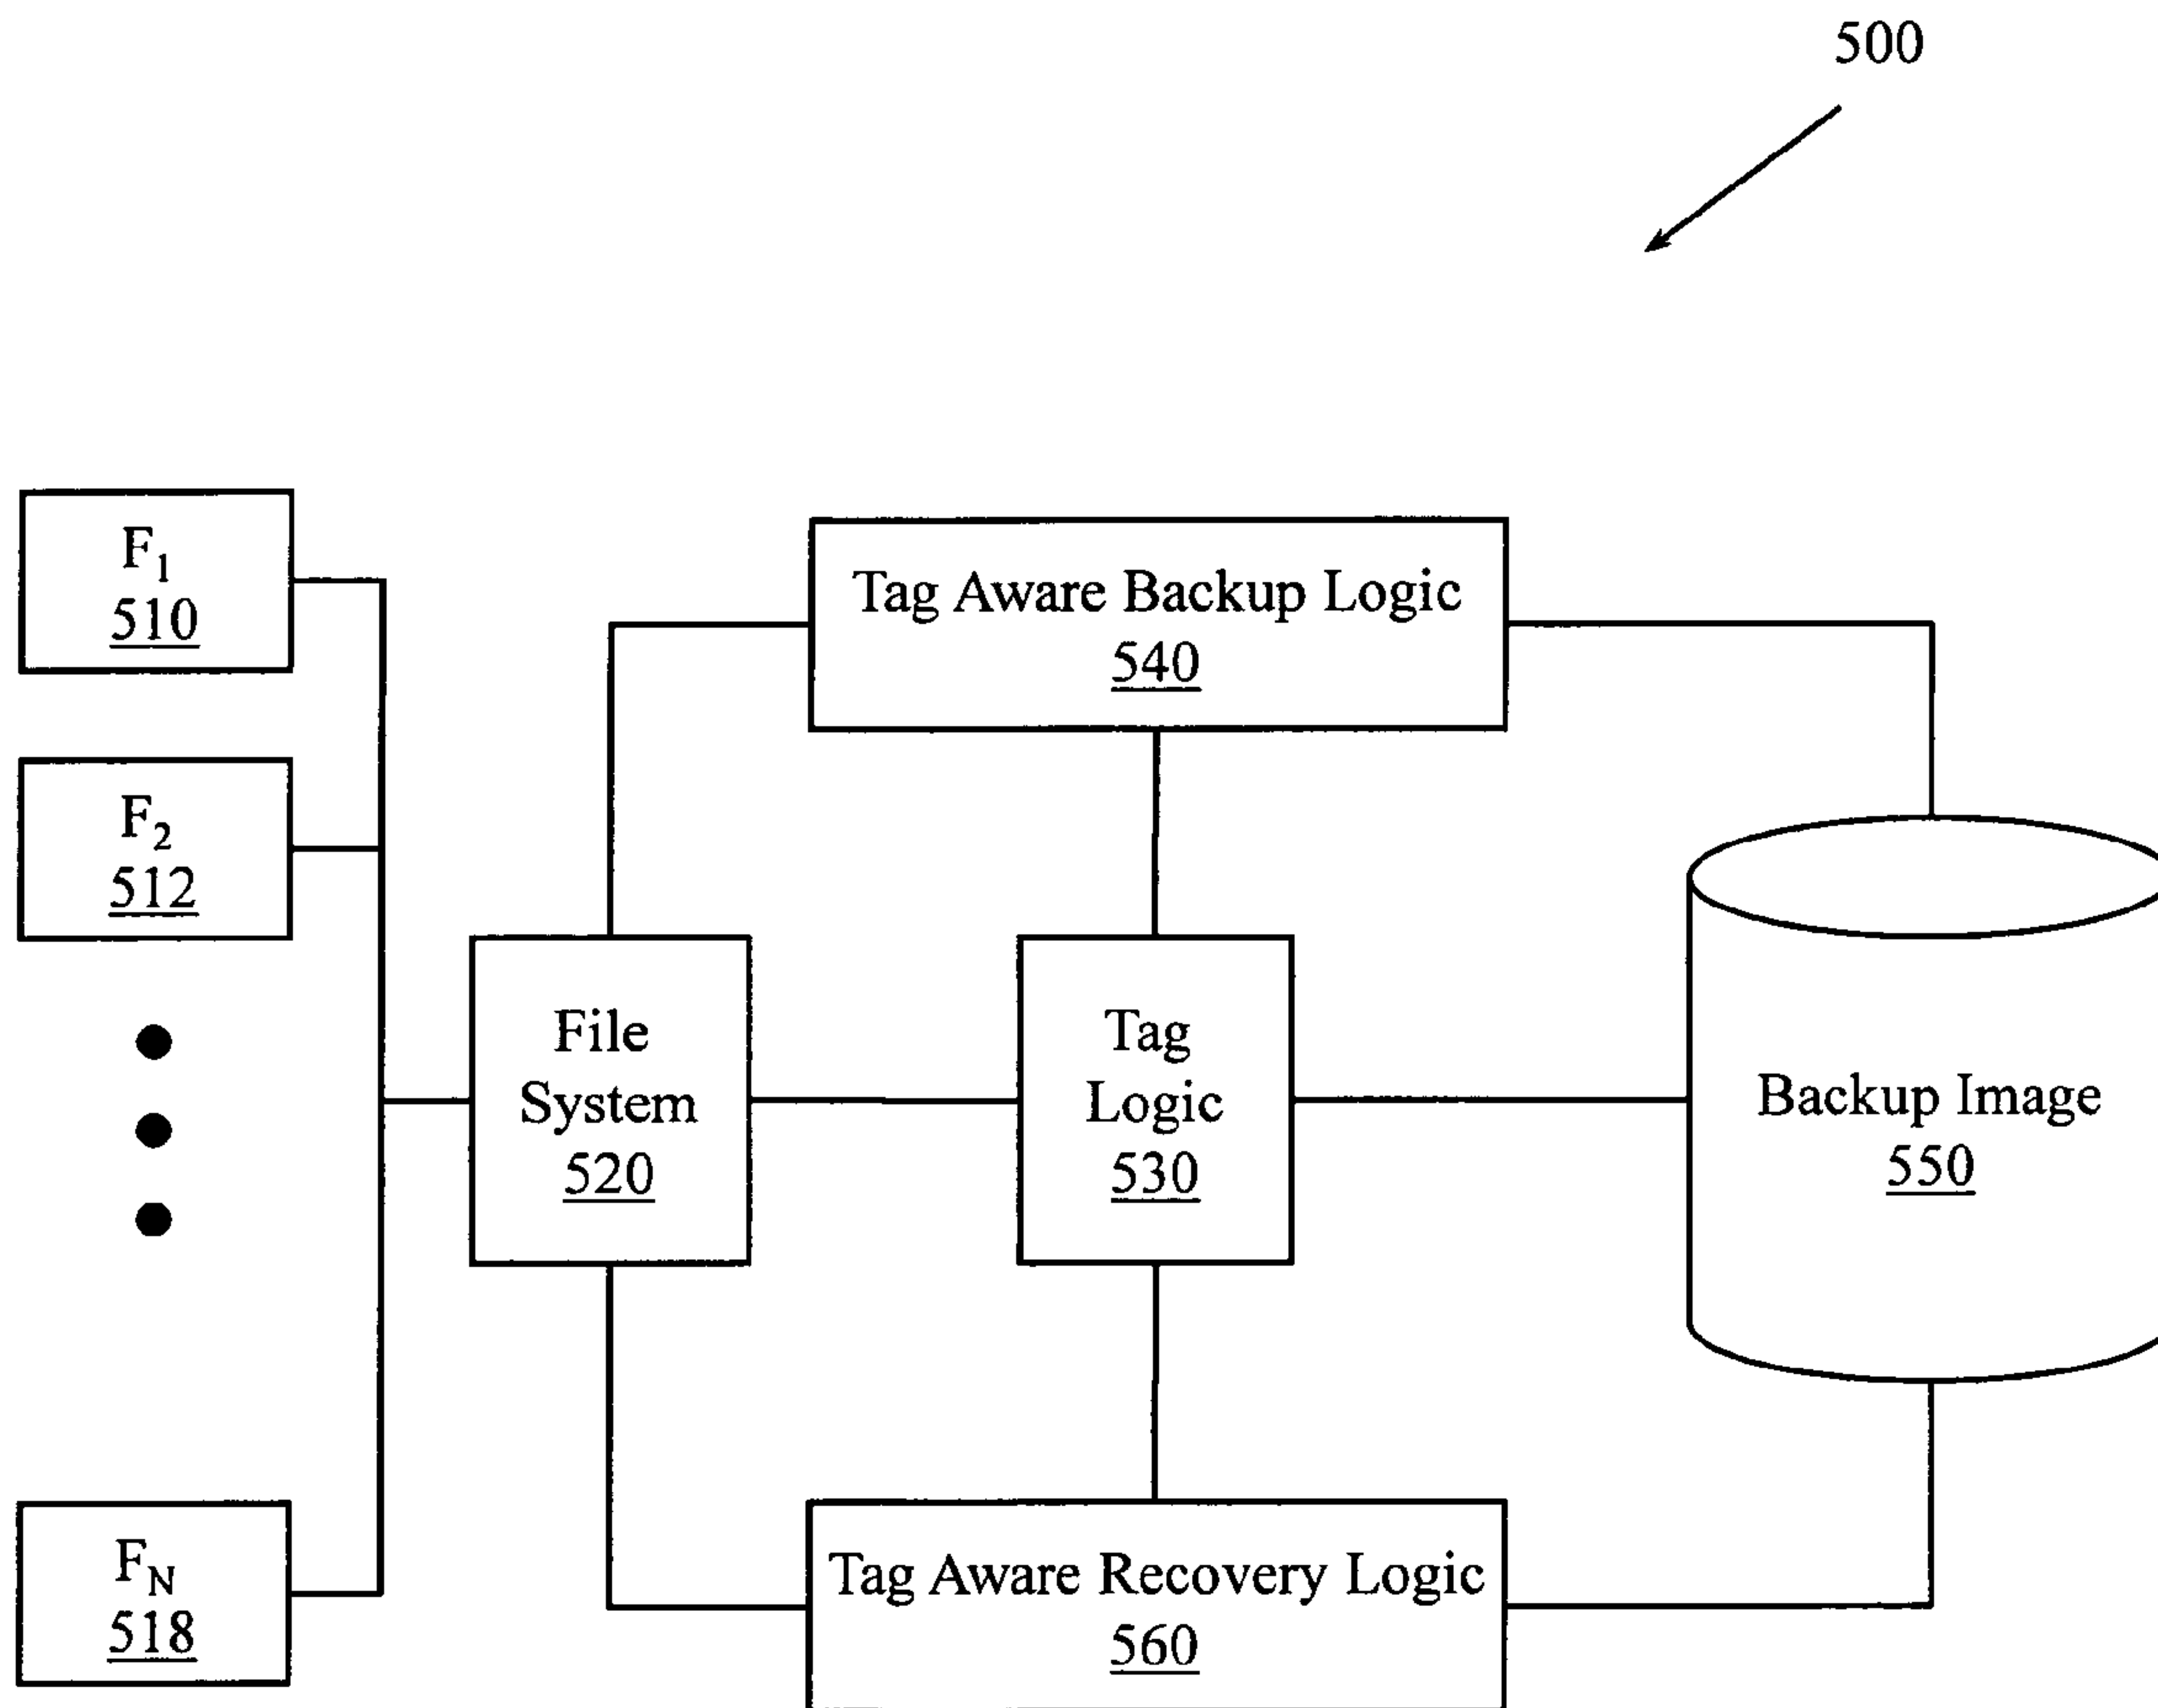 500
F1
510
Tag Aware Backup Logic
540
F2
512
File
System
520
Tag
Logic
530
Backup Image
550
FN
518
Tag Aware Recovery Logic
560